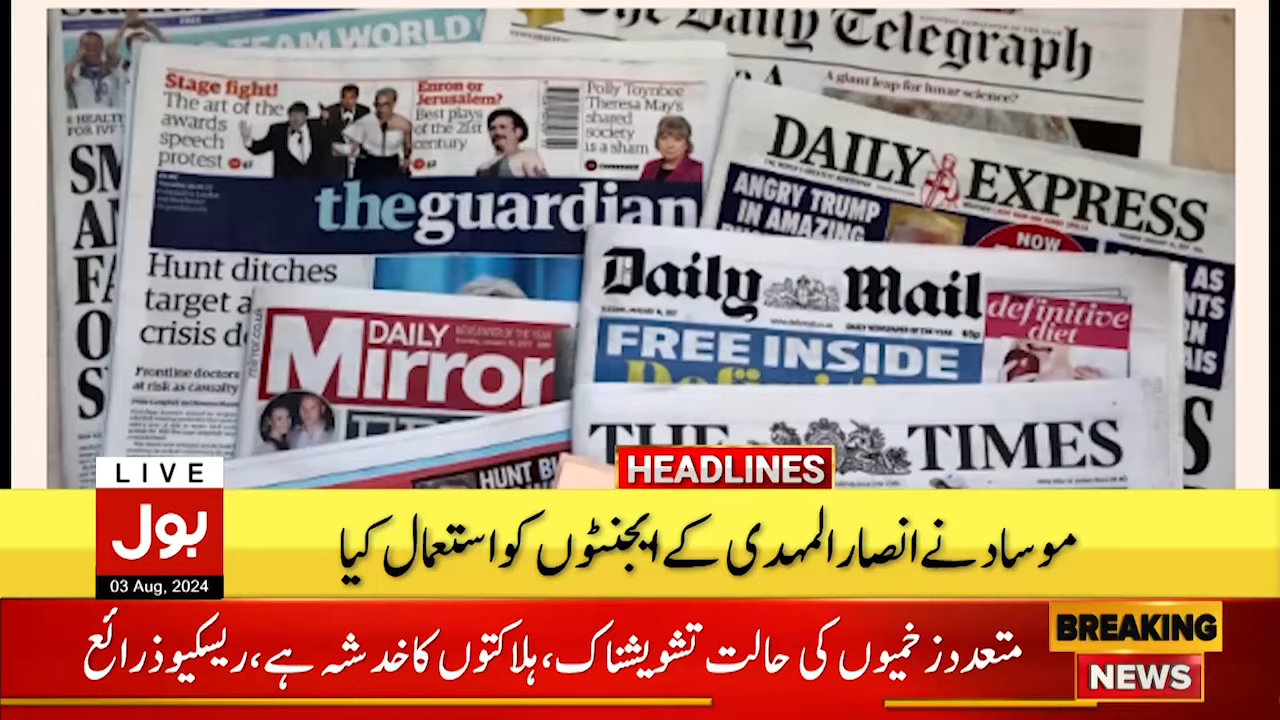 TEAM WORLD
The Daily Telegraph
A giant leap for lunar science?
Stage fight!
The art of the
awards
speech
protest
Enron or
Jerusalem?
Best plays
of the 21st
century
Polly Toynbee
Theresa May's
shared
society
is a sham
theguardian
Hunt ditches
target a
crisis d
Frontline doctors
at risk as casualty
DAILY EXPRESS
ANGRY TRUMP
IN AMAZING
NOW
Daily Mail
FREE INSIDE
definitive
diet
DAILY
Mirror
mirror.co.uk
THE TIMES
HUNT
HEADLINES
LIVE
بول
03 Aug, 2024
موساد نے انصار المہدی کے ایجنٹوں کو استعمال کیا
متعدد زخمیوں کی حالت تشویشناک، ہلاکتوں کا خدشہ ہے، ریسکیو ذرائع
BREAKING
NEWS